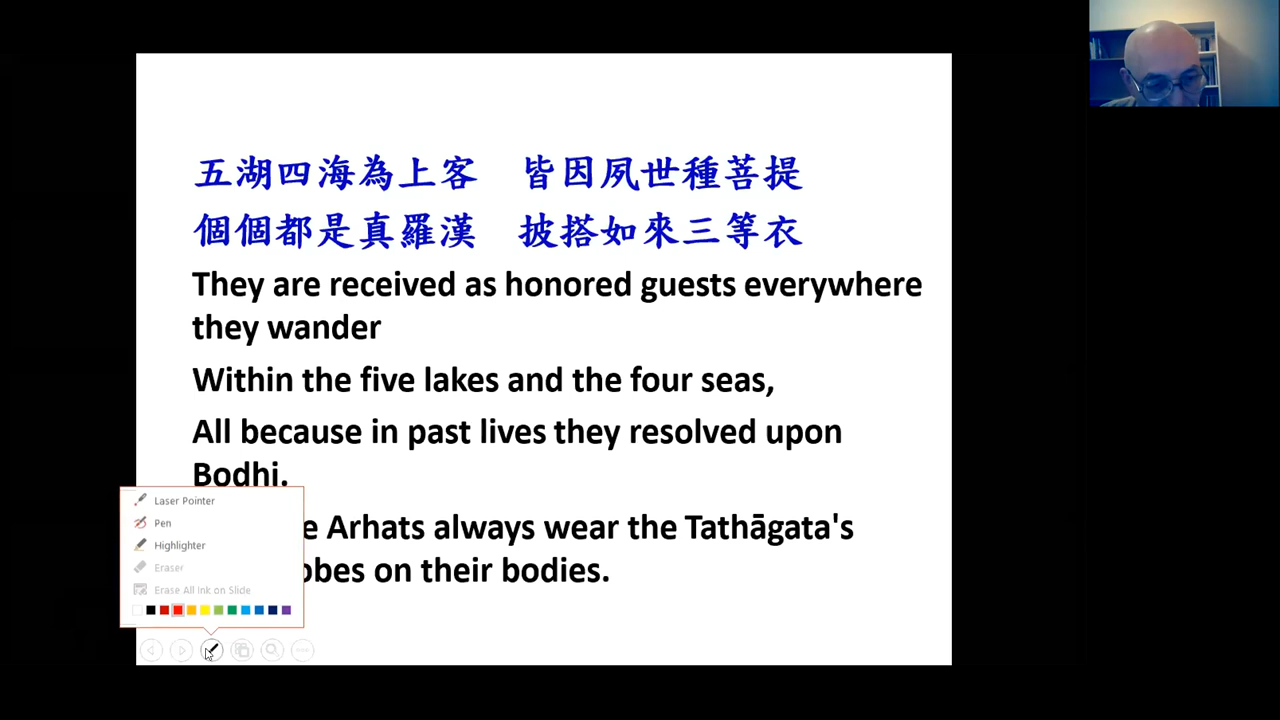 五湖四海為上客 皆因夙世種菩提
個個都是真羅漢 披搭如來三等衣
They are received as honored guests everywhere
they wander
Within the five lakes and the four seas,
All because in past lives they resolved upon
Bodhi.
e Arhats always wear the Tathāgata's
obes on their bodies.
Laser Pointer
Pen
Highlighter
Eraser
Erase All Ink on Slide